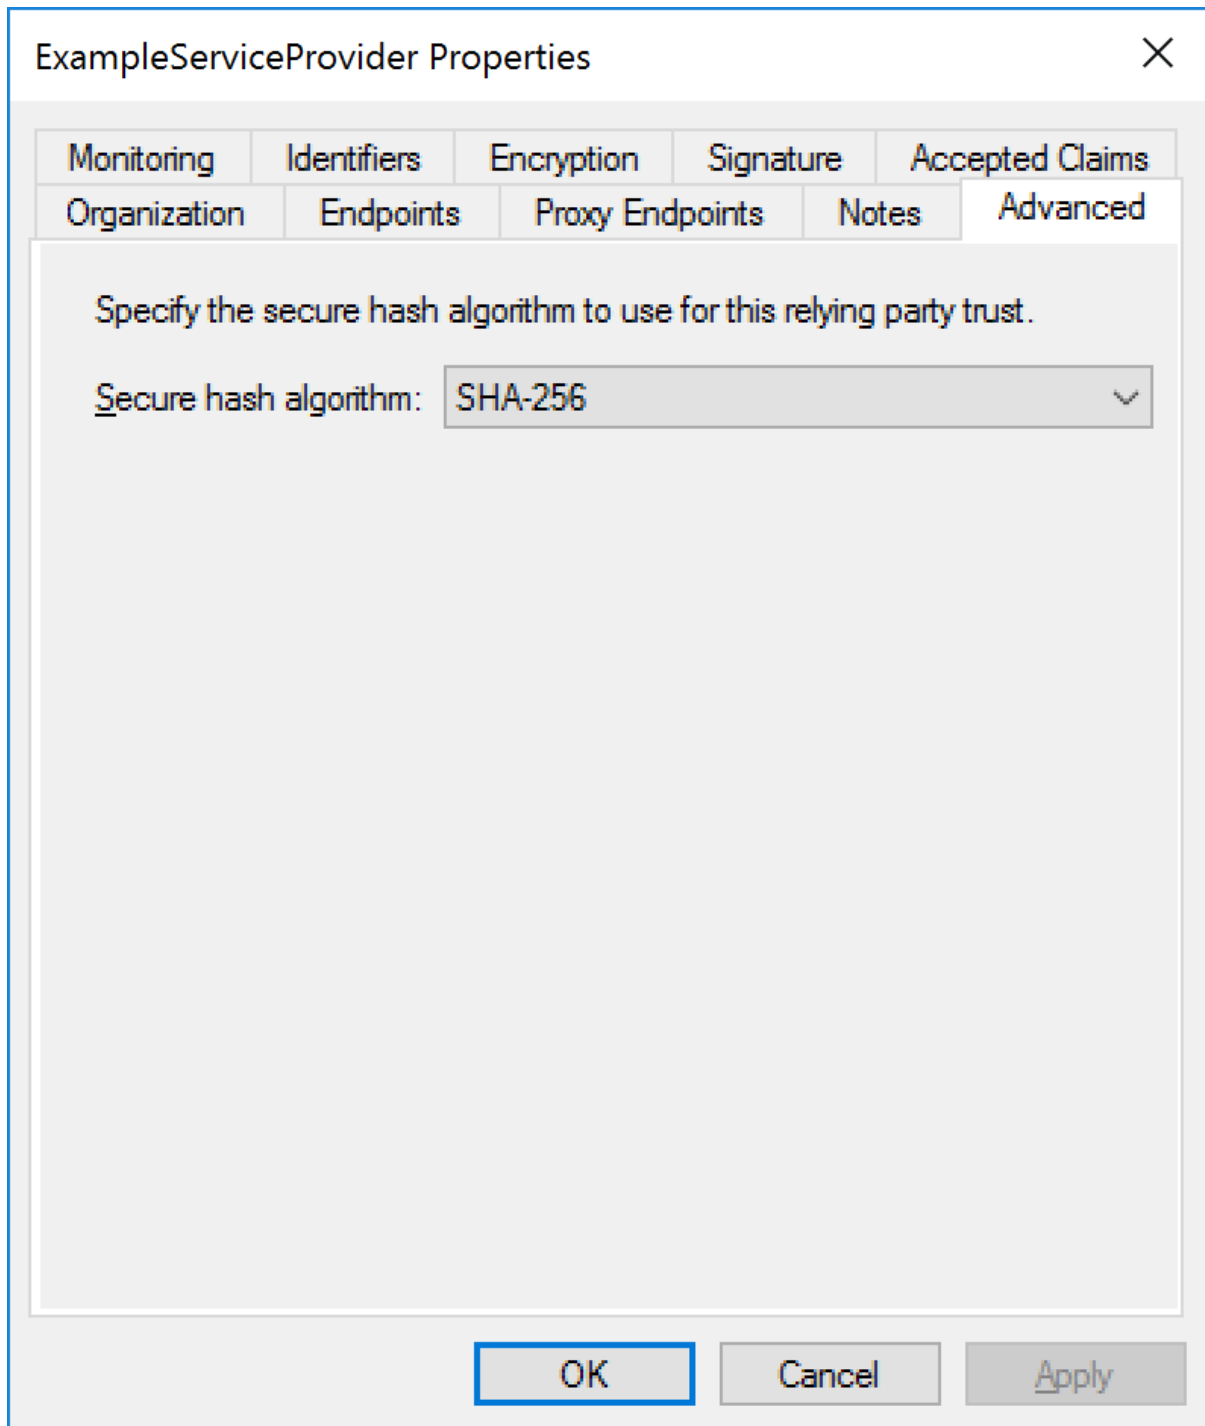 ExampleServiceProvider Properties
Monitoring Identifiers Encryption Signature Accepted Claims
Organization Endpoints Proxy Endpoints Notes Advanced
Specify the secure hash algorithm to use for this relying party trust.
Secure hash algorithm: SHA-256
OK Cancel Apply